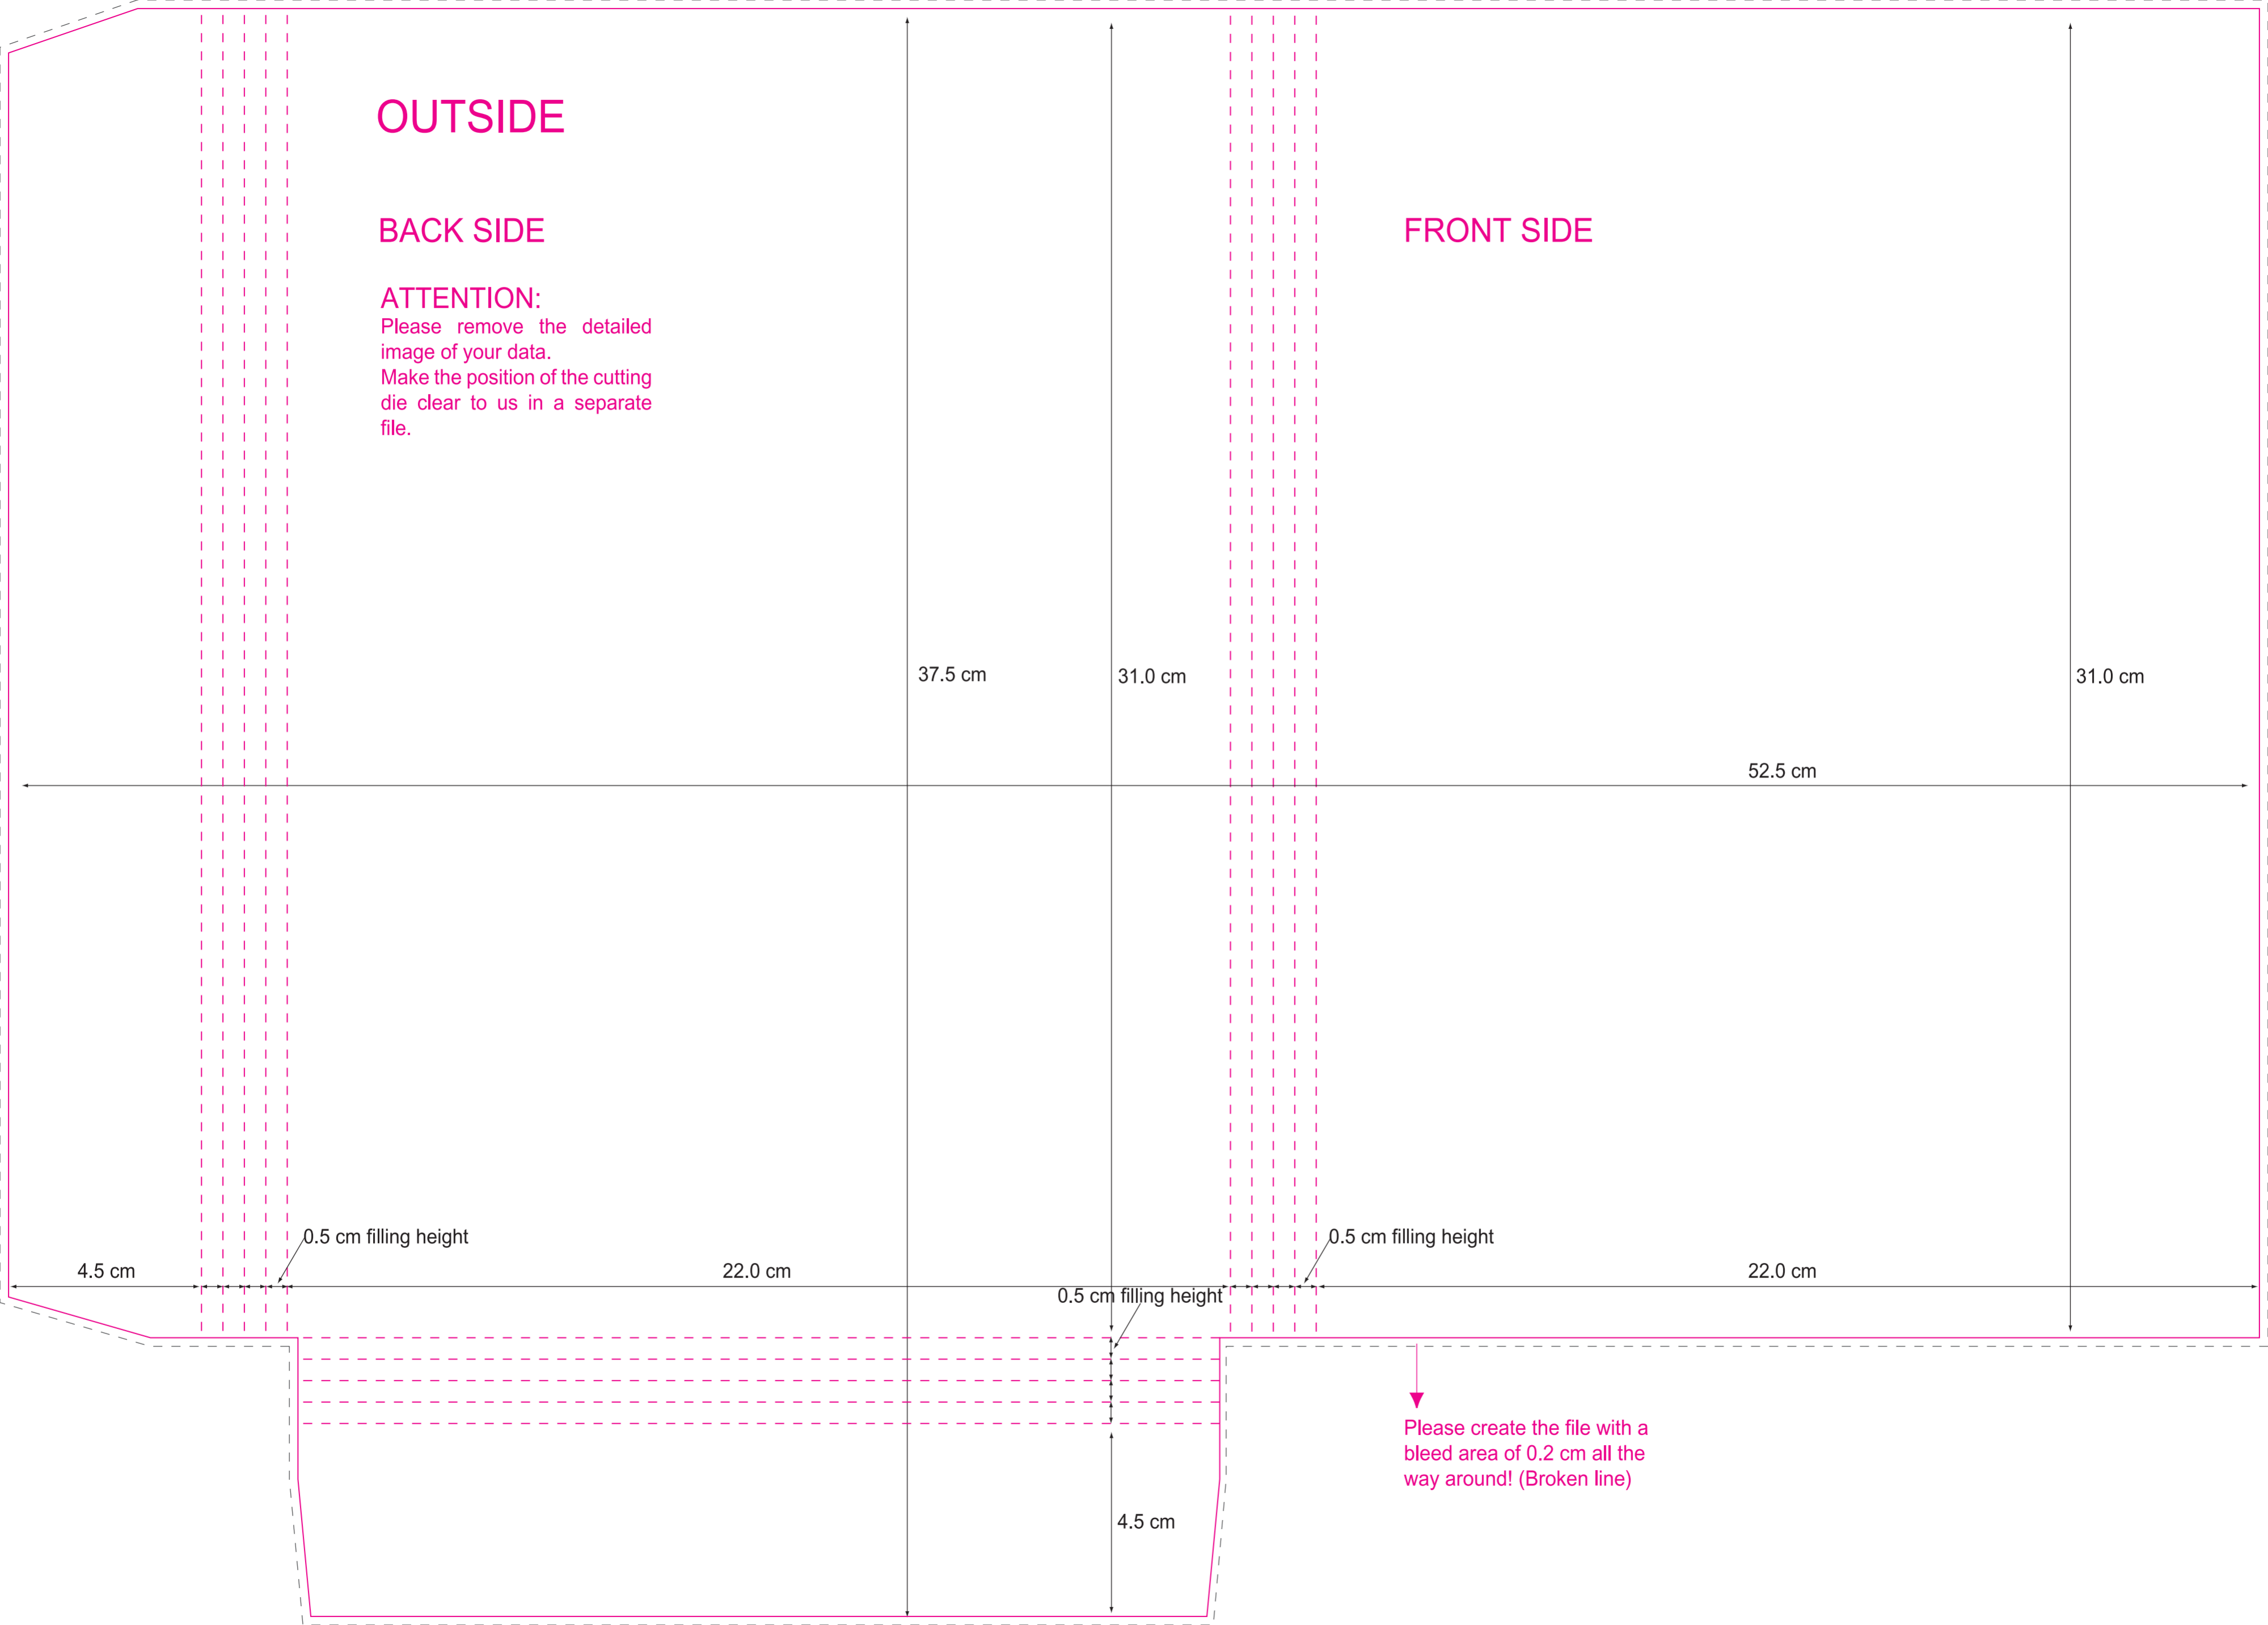 OUTSIDE
BACK SIDE
FRONT SIDE
ATTENTION:
Please remove the detailed
image of your data.
Make the position of the cutting
die clear to us in a separate
file.
37.5 cm
31.0 cm
31.0 cm
52.5 cm
0.5 cm filling height
0.5 cm filling height
4.5 cm
22.0 cm
22.0 cm
0.5 cm filling height
Please create the file with a
bleed area of 0.2 cm all the
way around! (Broken line)
4.5 cm